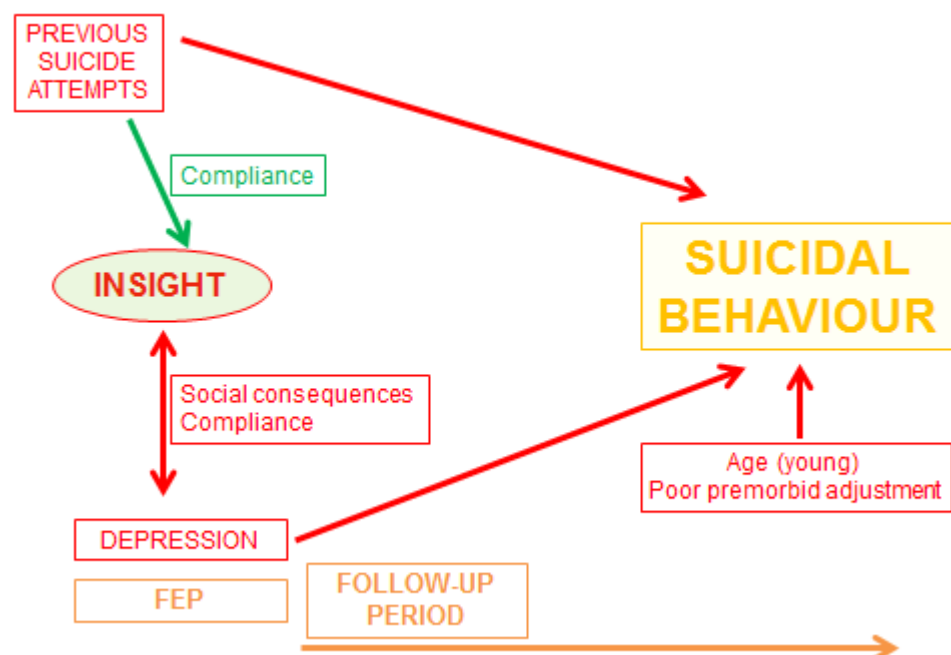 PREVIOUS
SUICIDE
ATTEMPTS
Compliance
INSIGHT
SUICIDAL
BEHAVIOUR
Social consequences
Compliance
Age (young)
Poor premorbid adjustment
DEPRESSION
FEP
FOLLOW-UP
PERIOD